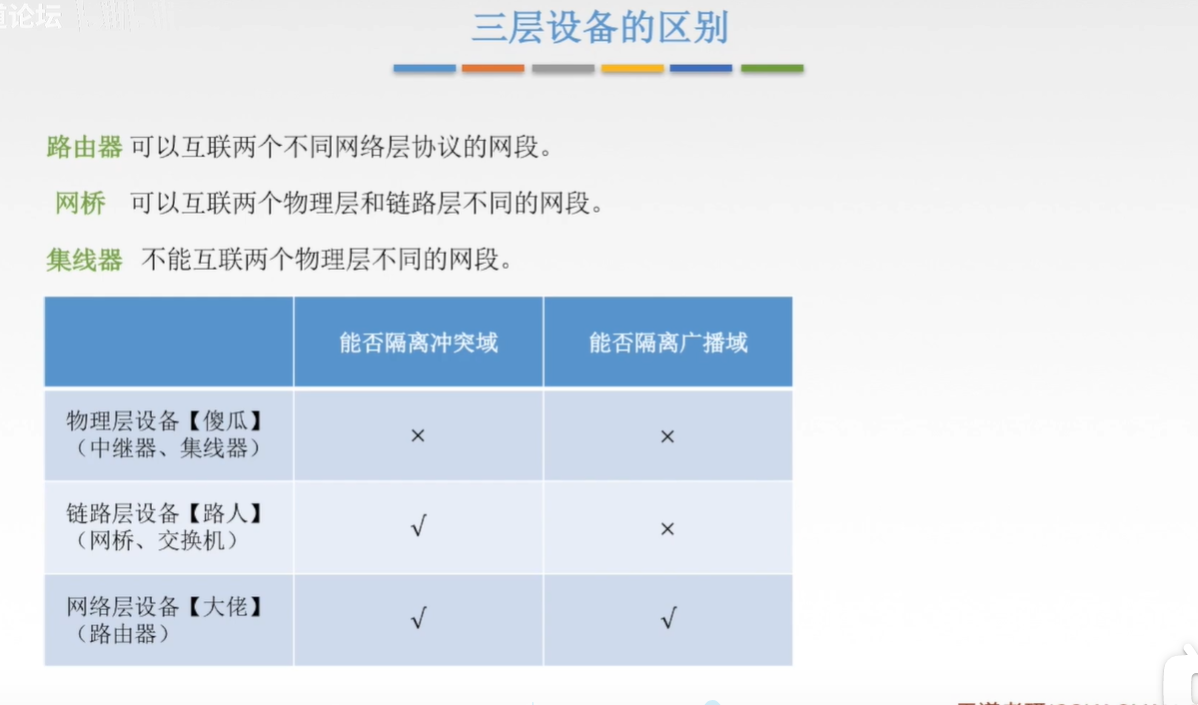 道论坛
三层设备的区别
路由器 可以互联两个不同网络层协议的网段。
网桥 可以互联两个物理层和链路层不同的网段。
集线器 不能互联两个物理层不同的网段。
能否隔离冲突域 能否隔离广播域
物理层设备【傻瓜】
（中继器、集线器） × ×
链路层设备【路人】
（网桥、交换机） √ ×
网络层设备【大佬】
（路由器） √ √